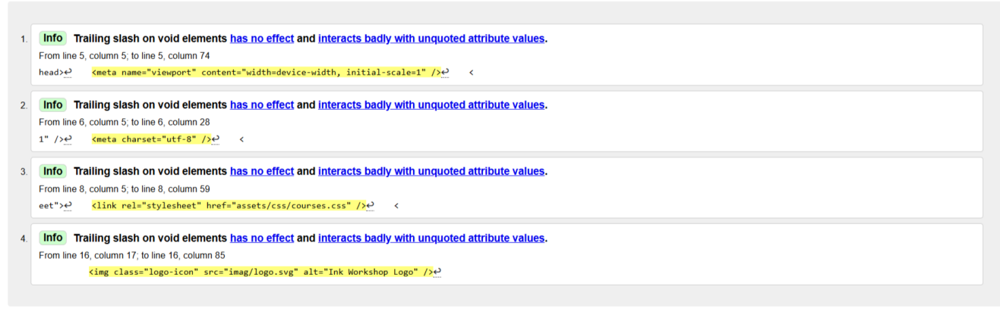 1. Info Trailing slash on void elements has no effect and interacts badly with unquoted attribute values.
From line 5, column 5; to line 5, column 74
head>↩    <meta name="viewport" content="width=device-width, initial-scale=1" />↩    <
2. Info Trailing slash on void elements has no effect and interacts badly with unquoted attribute values.
From line 6, column 5; to line 6, column 28
1" />↩    <meta charset="utf-8" />↩    <
3. Info Trailing slash on void elements has no effect and interacts badly with unquoted attribute values.
From line 8, column 5; to line 8, column 59
eet">↩    <link rel="stylesheet" href="assets/css/courses.css" />↩    <
4. Info Trailing slash on void elements has no effect and interacts badly with unquoted attribute values.
From line 16, column 17; to line 16, column 85
<img class="logo-icon" src="imag/logo.svg" alt="Ink Workshop Logo" />↩